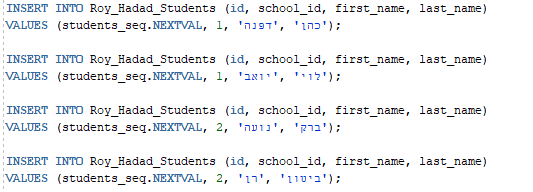 INSERT INTO Roy_Hadad_Students (id, school_id, first_name, last_name)
VALUES (students_seq.NEXTVAL, 1, 'דפנה', 'כהן');
INSERT INTO Roy_Hadad_Students (id, school_id, first_name, last_name)
VALUES (students_seq.NEXTVAL, 1, 'יואב', 'לוי');
INSERT INTO Roy_Hadad_Students (id, school_id, first_name, last_name)
VALUES (students_seq.NEXTVAL, 2, 'נועה', 'ברק');
INSERT INTO Roy_Hadad_Students (id, school_id, first_name, last_name)
VALUES (students_seq.NEXTVAL, 2, 'רן', 'ביטון');